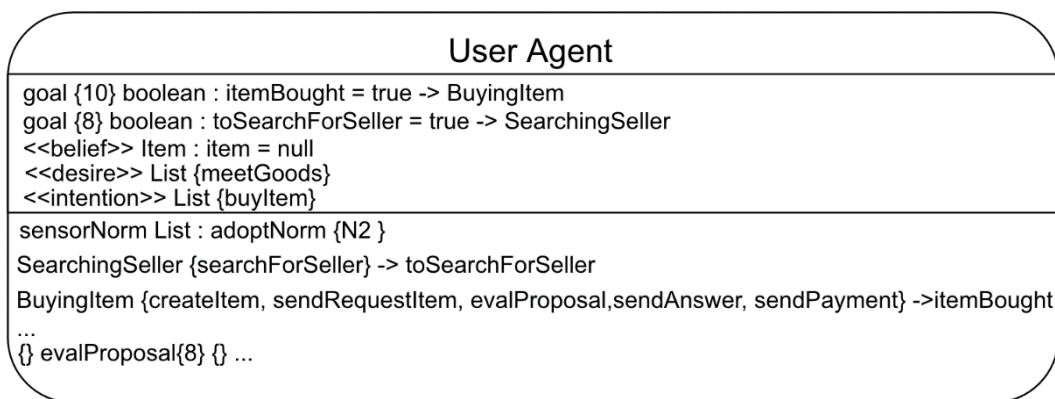 User Agent
goal {10} boolean : itemBought = true -> BuyingItem
goal {8} boolean : toSearchForSeller = true -> SearchingSeller
<<belief>> Item : item = null
<<desire>> List {meetGoods}
<<intention>> List {buyItem}
sensorNorm List : adoptNorm {N2 }
SearchingSeller {searchForSeller} -> toSearchForSeller
BuyingItem {createItem, sendRequestItem, evalProposal,sendAnswer, sendPayment} ->itemBought
...
{} evalProposal{8} {} ...